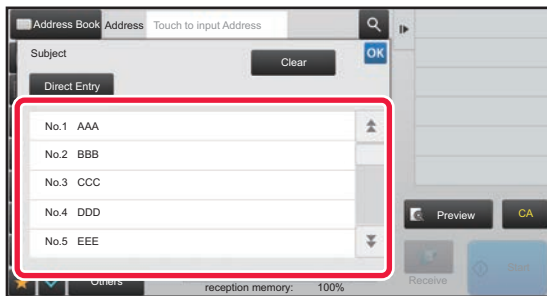 Address Book Address Touch to input Address
Subject Clear OK
Direct Entry
No.1 AAA
No.2 BBB
No.3 CCC
No.4 DDD
No.5 EEE
Preview CA
Others reception memory: 100% Receive Start